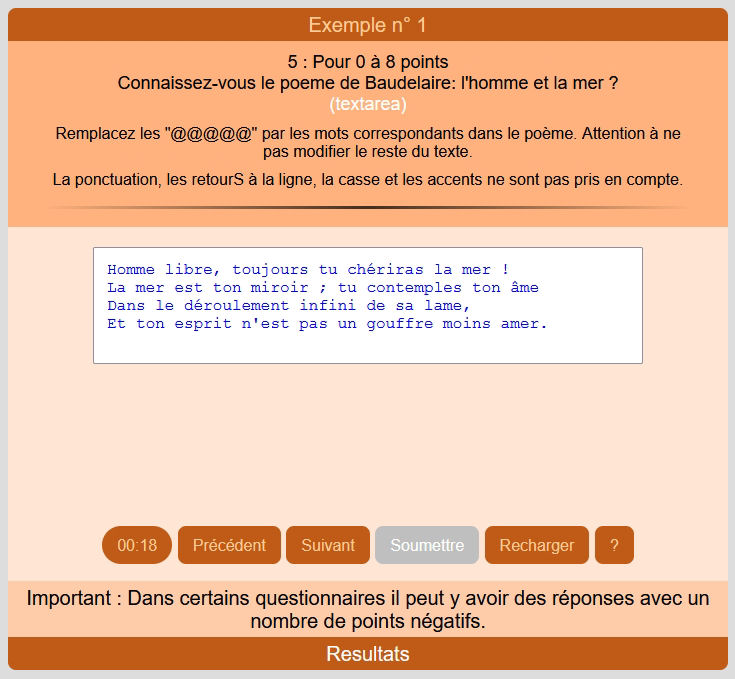 Exemple n° 1
5 : Pour 0 à 8 points
Connaissez-vous le poeme de Baudelaire: l'homme et la mer ?
(textarea)
Remplacez les "@@@@@" par les mots correspondants dans le poème. Attention à ne
pas modifier le reste du texte.
La ponctuation, les retourS à la ligne, la casse et les accents ne sont pas pris en compte.
Homme libre, toujours tu chériras la mer !
La mer est ton miroir ; tu contemples ton âme
Dans le déroulement infini de sa lame,
Et ton esprit n'est pas un gouffre moins amer.
00:18 Précédent Suivant Soumettre Recharger ?
Important : Dans certains questionnaires il peut y avoir des réponses avec un
nombre de points négatifs.
Resultats